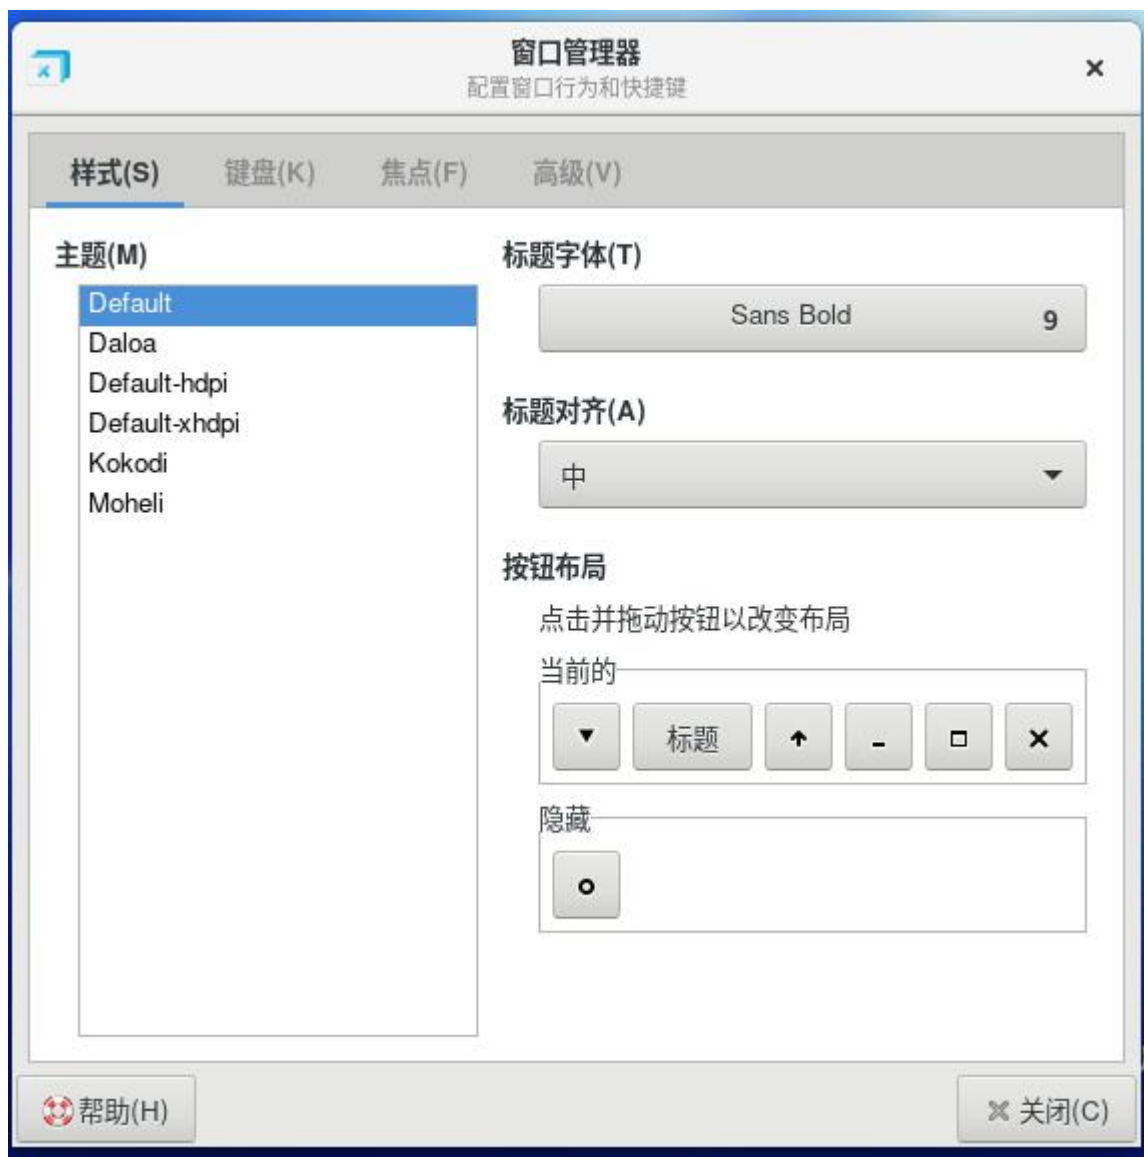 窗口管理器
配置窗口行为和快捷键
样式(S) 键盘(K) 焦点(F) 高级(V)
主题(M)
Default
Daloa
Default-hdpi
Default-xhdpi
Kokodi
Moheli
标题字体(T)
Sans Bold 9
标题对齐(A)
中
按钮布局
点击并拖动按钮以改变布局
当前的
标题
隐藏
帮助(H)
关闭(C)